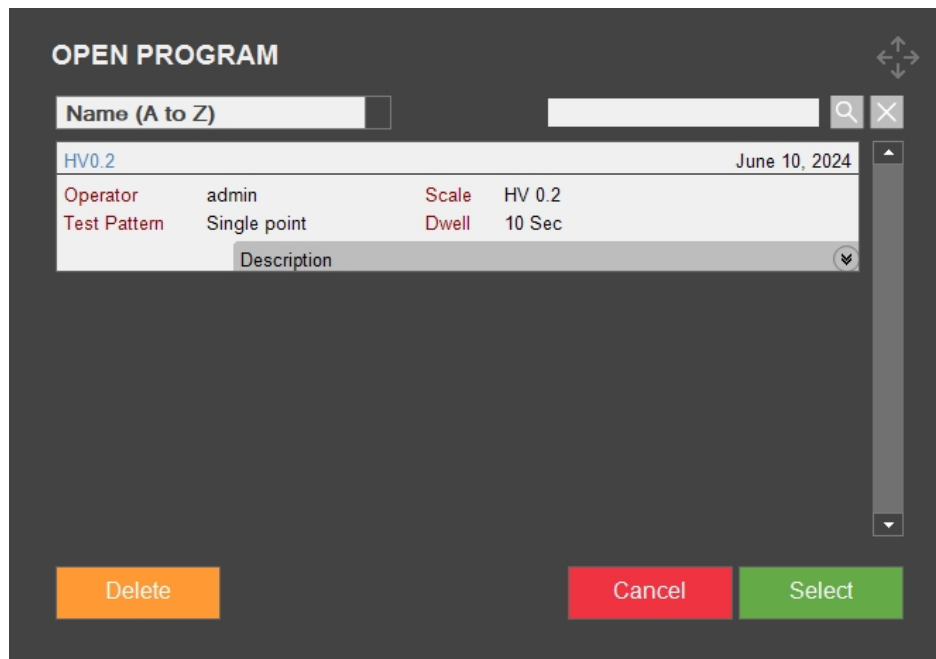 OPEN PROGRAM
Name (A to Z)
HV0.2 June 10, 2024
Operator admin Scale HV 0.2
Test Pattern Single point Dwell 10 Sec
Description
Delete Cancel Select